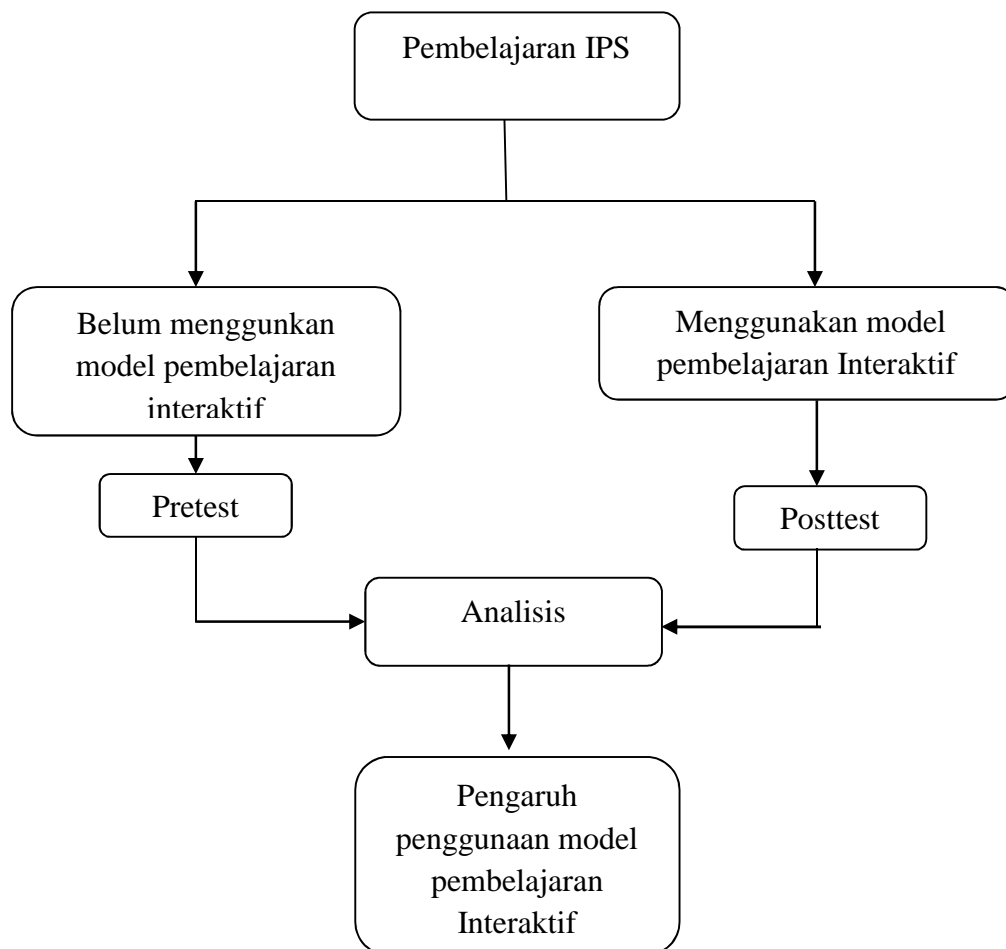 Pembelajaran IPS
Belum menggunkan
model pembelajaran
interaktif
Menggunakan model
pembelajaran Interaktif
Pretest
Posttest
Analisis
Pengaruh
penggunaan model
pembelajaran
Interaktif